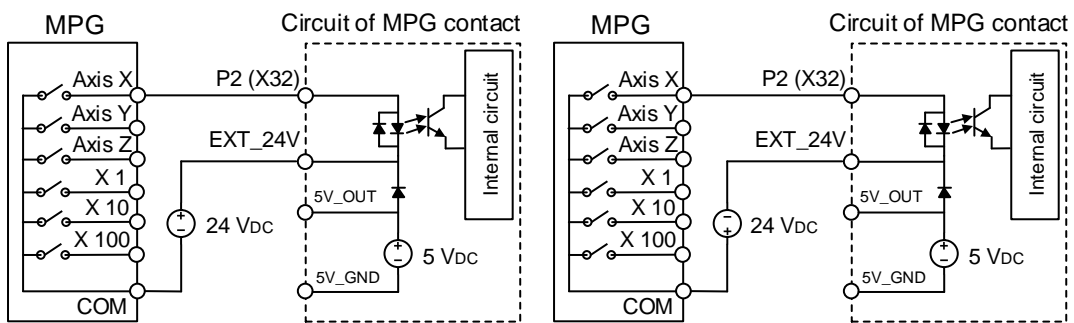 MPG
Circuit of MPG contact
Axis X
P2 (X32)
Axis Y
Axis Z
EXT_24V
X 1
5V_OUT
X 10
24 VDC
X 100
5 VDC
5V_GND
COM
Internal circuit
MPG
Circuit of MPG contact
Axis X
P2 (X32)
Axis Y
Axis Z
EXT_24V
X 1
5V_OUT
X 10
24 VDC
X 100
5 VDC
5V_GND
COM
Internal circuit